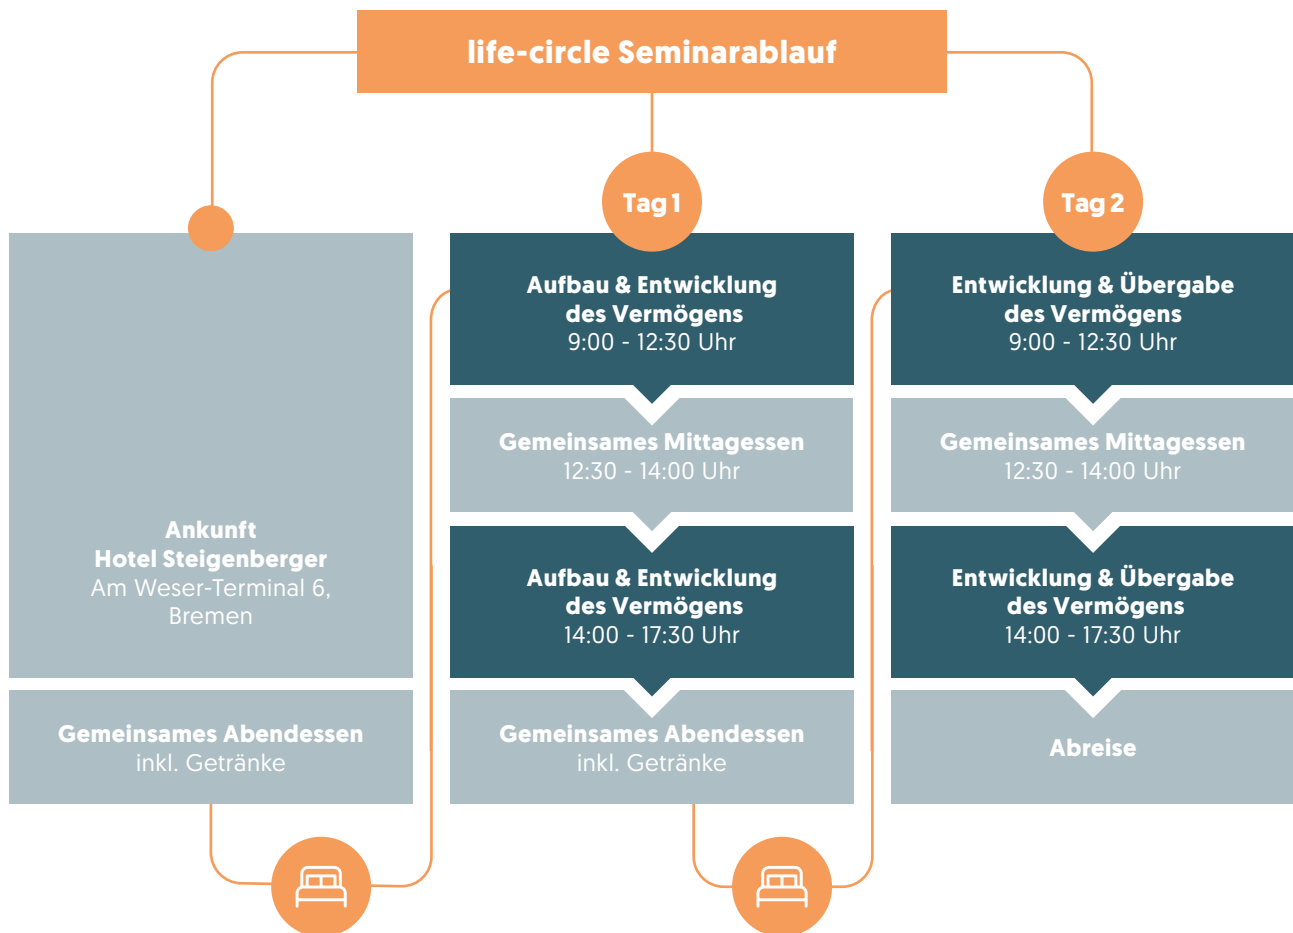 life-circle Seminarablauf
Ankunft
Hotel Steigenberger
Am Weser-Terminal 6,
Bremen
Gemeinsames Abendessen
inkl. Getränke
Tag 1
Aufbau & Entwicklung
des Vermögens
9:00 - 12:30 Uhr
Gemeinsames Mittagessen
12:30 - 14:00 Uhr
Aufbau & Entwicklung
des Vermögens
14:00 - 17:30 Uhr
Gemeinsames Abendessen
inkl. Getränke
Tag 2
Entwicklung & Übergabe
des Vermögens
9:00 - 12:30 Uhr
Gemeinsames Mittagessen
12:30 - 14:00 Uhr
Entwicklung & Übergabe
des Vermögens
14:00 - 17:30 Uhr
Abreise